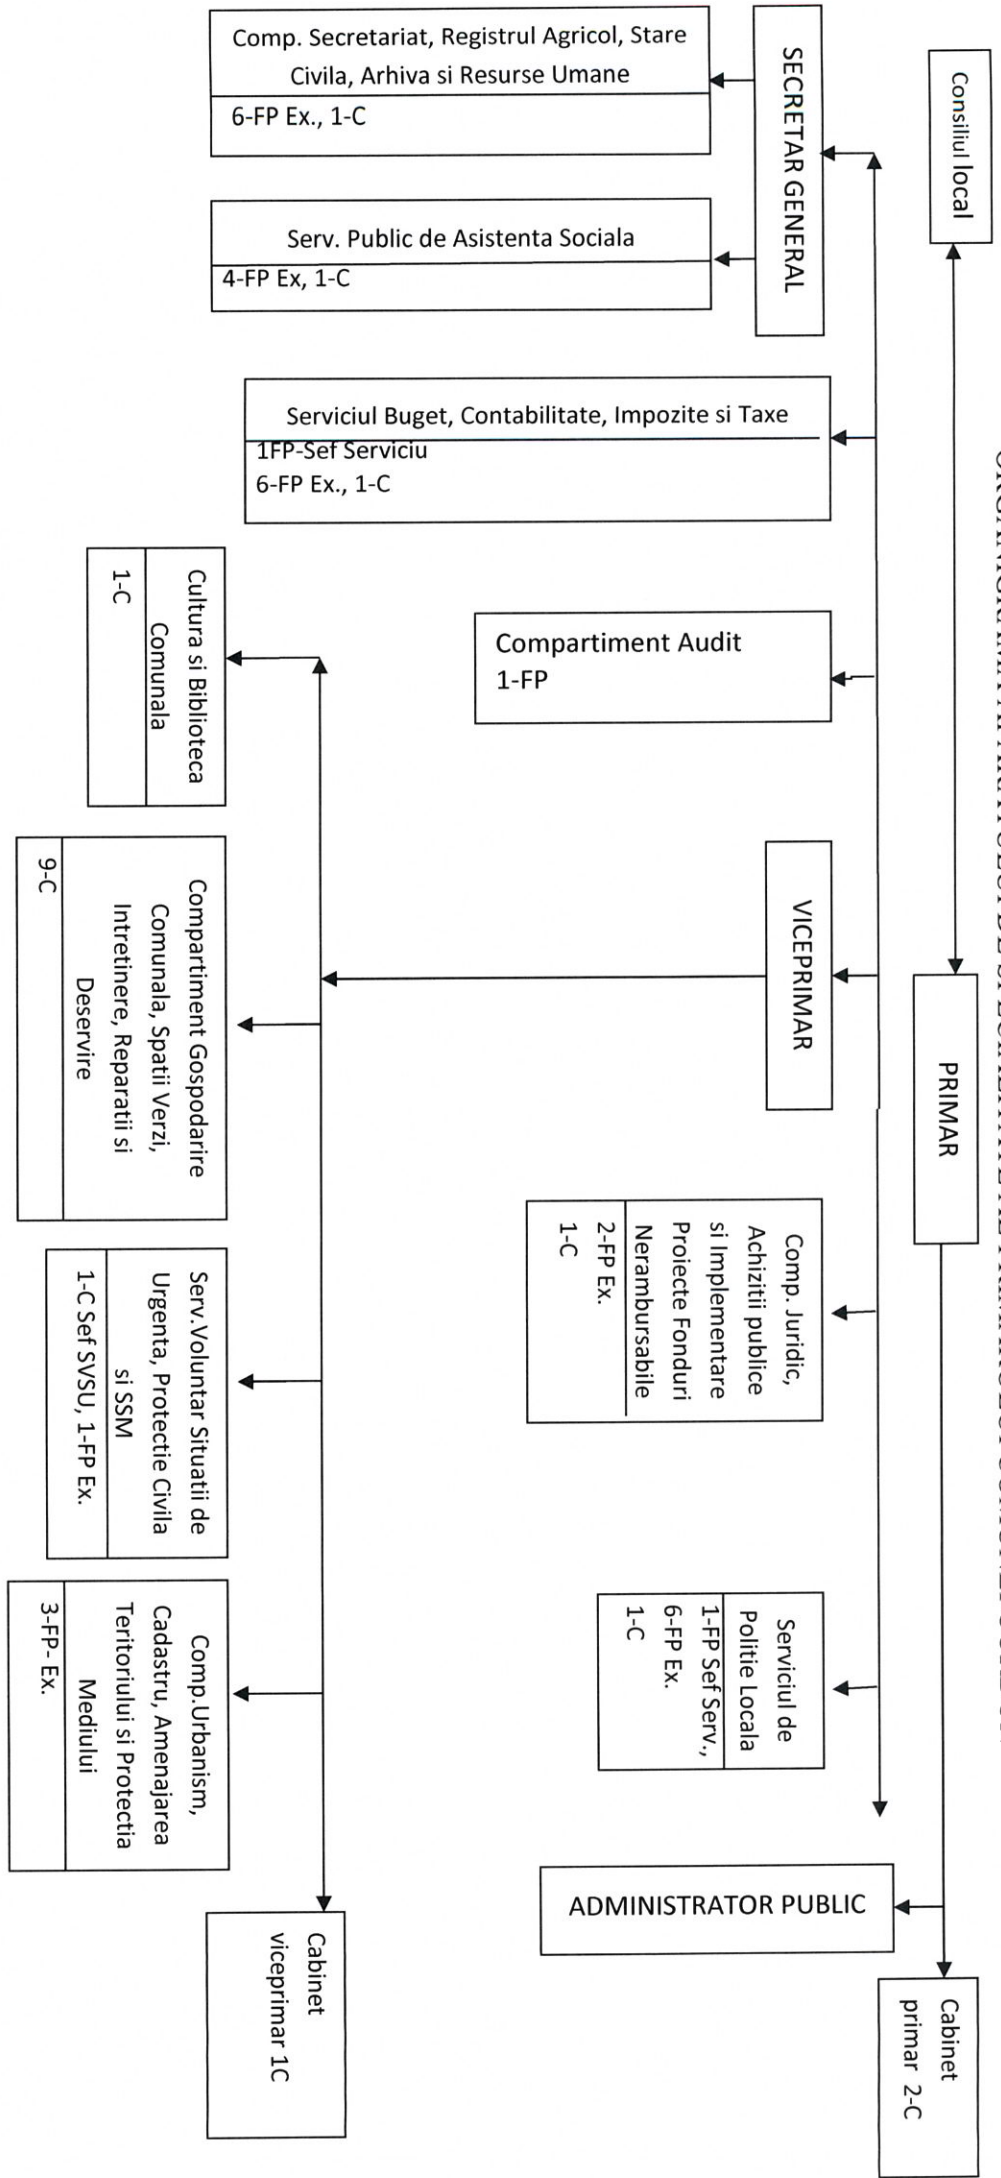 Consiliul local
PRIMAR
Cabinet
primar 2-C
ADMINISTRATOR PUBLIC
SECRETAR GENERAL
Comp. Secretariat, Registrul Agricol, Stare
Civila, Arhiva si Resurse Umane
6-FP Ex., 1-C
Serv. Public de Asistenta Sociala
4-FP Ex, 1-C
Serviciul Buget, Contabilitate, Impozite si Taxe
1FP-Sef Serviciu
6-FP Ex., 1-C
Compartiment Audit
1-FP
VICEPRIMAR
Comp. Juridic,
Achizitii publice
si Implementare
Proiecte Fonduri
Nerambursabile
2-FP Ex.
1-C
Serviciul de
Politie Locala
1-FP Sef Serv.,
6-FP Ex.
1-C
Cultura si Biblioteca
Comunala
1-C
Compartiment Gospodarire
Comunala, Spatii Verzi,
Intretinere, Reparatii si
Deservire
9-C
Serv.Voluntar Situatii de
Urgenta, Protectie Civila
si SSM
1-C Sef SVSU, 1-FP Ex.
Comp.Urbanism,
Cadastru, Amenajarea
Teritoriului si Protectia
Mediului
3-FP- Ex.
Cabinet
viceprimar 1C